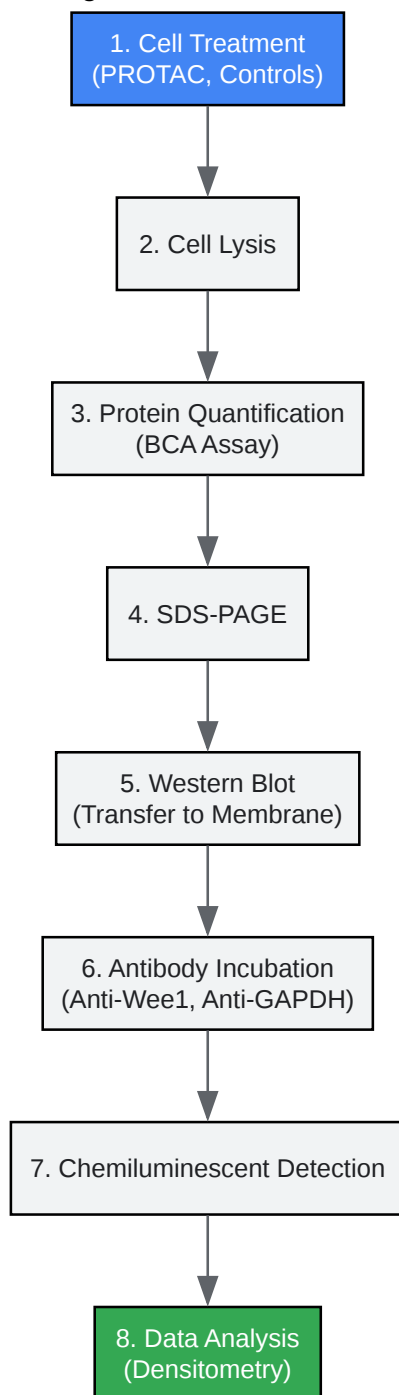 1. Cell Treatment
(PROTAC, Controls)
2. Cell Lysis
3. Protein Quantification
(BCA Assay)
4. SDS-PAGE
5. Western Blot
(Transfer to Membrane)
6. Antibody Incubation
(Anti-Wee1, Anti-GAPDH)
7. Chemiluminescent Detection
8. Data Analysis
(Densitometry)